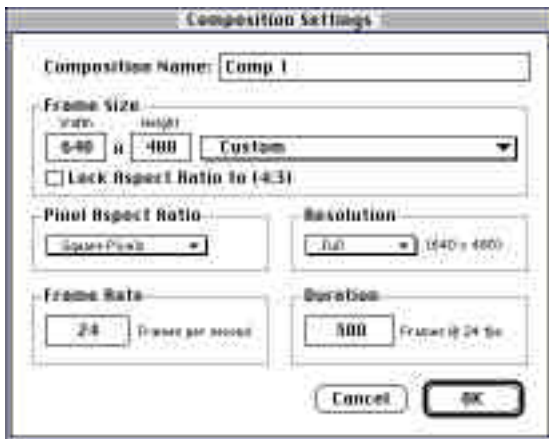 Composition Settings
Composition Name: Comp 1
Frame Size
Width Height
640 x 480 Custom
Lock Aspect Ratio to (4:3)
Pixel Aspect Ratio Resolution
Square Pixels Full (640 x 480)
Frame Rate Duration
24 Frames per second Frames @ 24 fps
Cancel OK